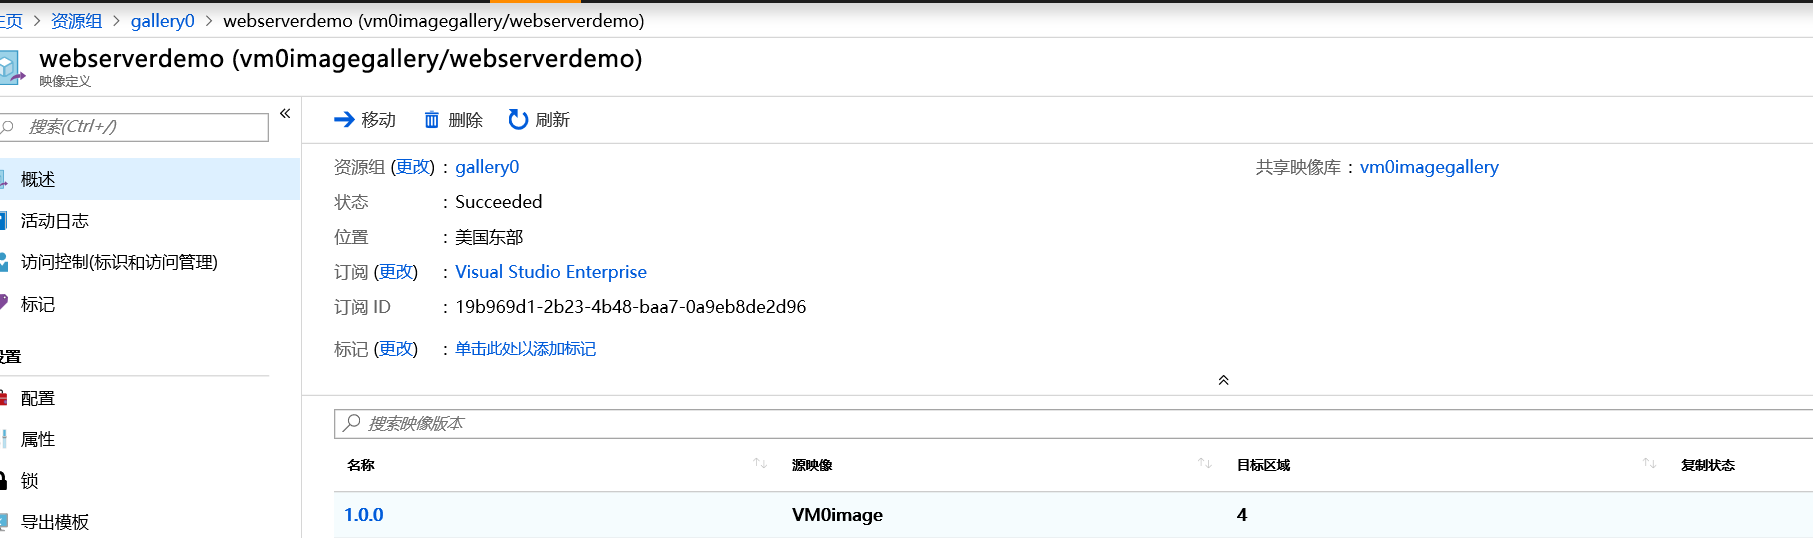 主页 > 资源组 > gallery0 > webserverdemo (vm0imagegallery/webserverdemo)
webserverdemo (vm0imagegallery/webserverdemo)
映像定义
搜索(Ctrl+/)
«
移动 删除 刷新
概述
活动日志
访问控制(标识和访问管理)
标记
设置
配置
属性
锁
导出模板
资源组 (更改) : gallery0
共享映像库 : vm0imagegallery
状态 : Succeeded
位置 : 美国东部
订阅 (更改) : Visual Studio Enterprise
订阅 ID : 19b969d1-2b23-4b48-baa7-0a9eb8de2d96
标记 (更改) : 单击此处以添加标记
搜索映像版本
名称 源映像 目标区域 复制状态
1.0.0 VM0image 4